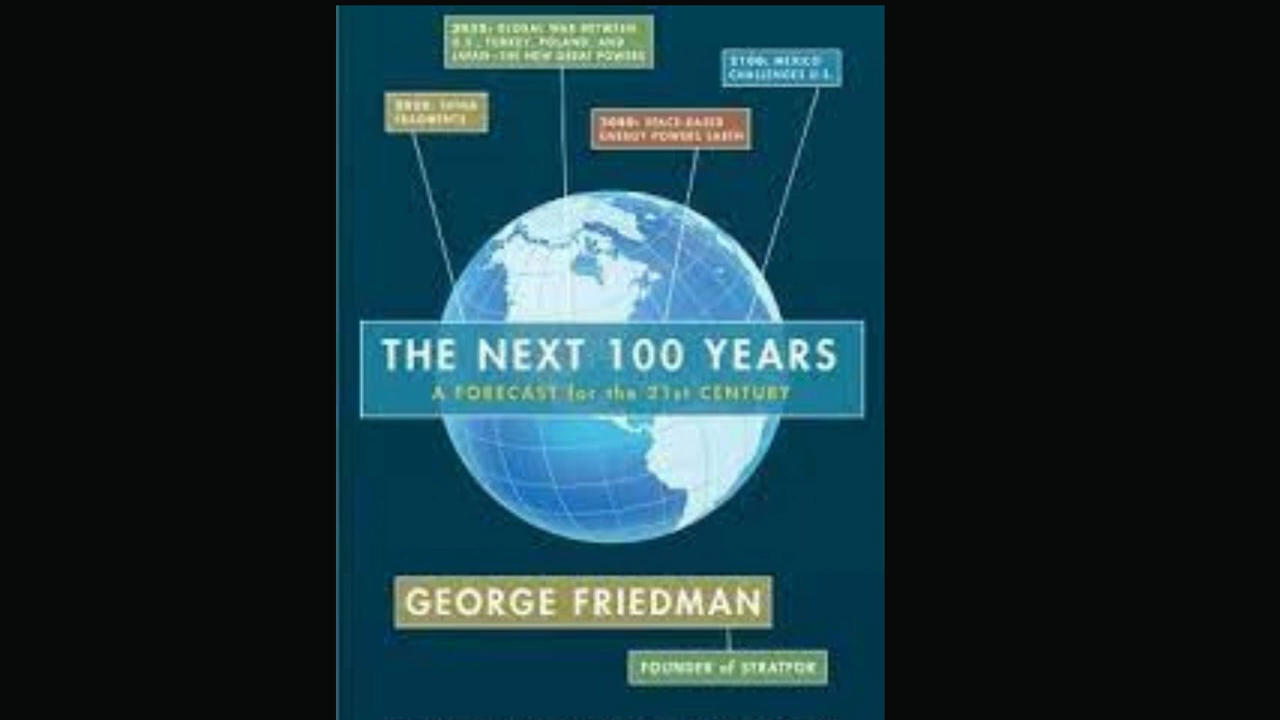 2050: GLOBAL WAR BETWEEN
U.S., TURKEY, POLAND, AND
JAPAN—THE NEW GREAT POWERS
2100: MEXICO
CHALLENGES U.S.
2020: CHINA
FRAGMENTS
2080: SPACE-BASED
ENERGY POWERS EARTH
THE NEXT 100 YEARS
A FORECAST for the 21st CENTURY
GEORGE FRIEDMAN
FOUNDER of STRATFOR